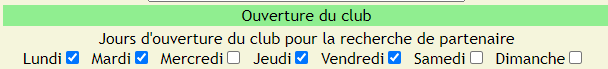 Ouverture du club
Jours d'ouverture du club pour la recherche de partenaire
Lundi Mardi Mercredi Jeudi Vendredi Samedi Dimanche